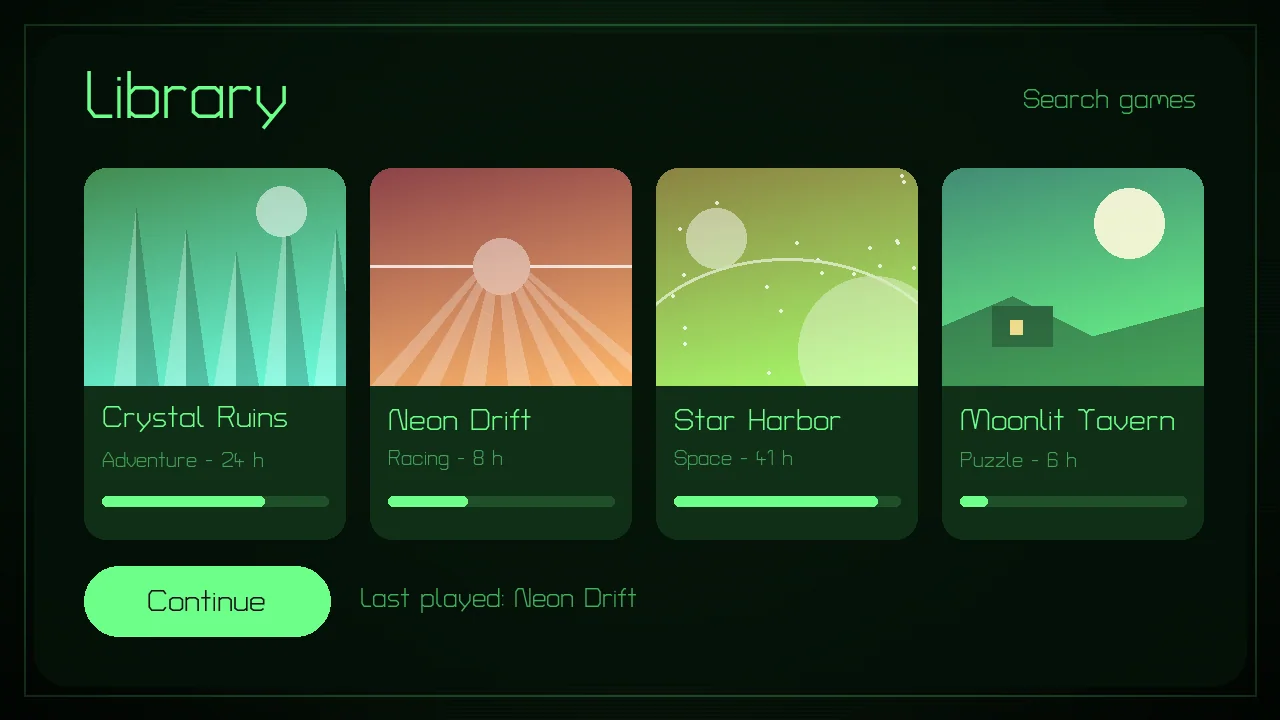 Library
Search games
Crystal Ruins
Adventure - 24 h
Neon Drift
Racing - 8 h
Star Harbor
Space - 41 h
Moonlit Tavern
Puzzle - 6 h
Continue
Last played: Neon Drift